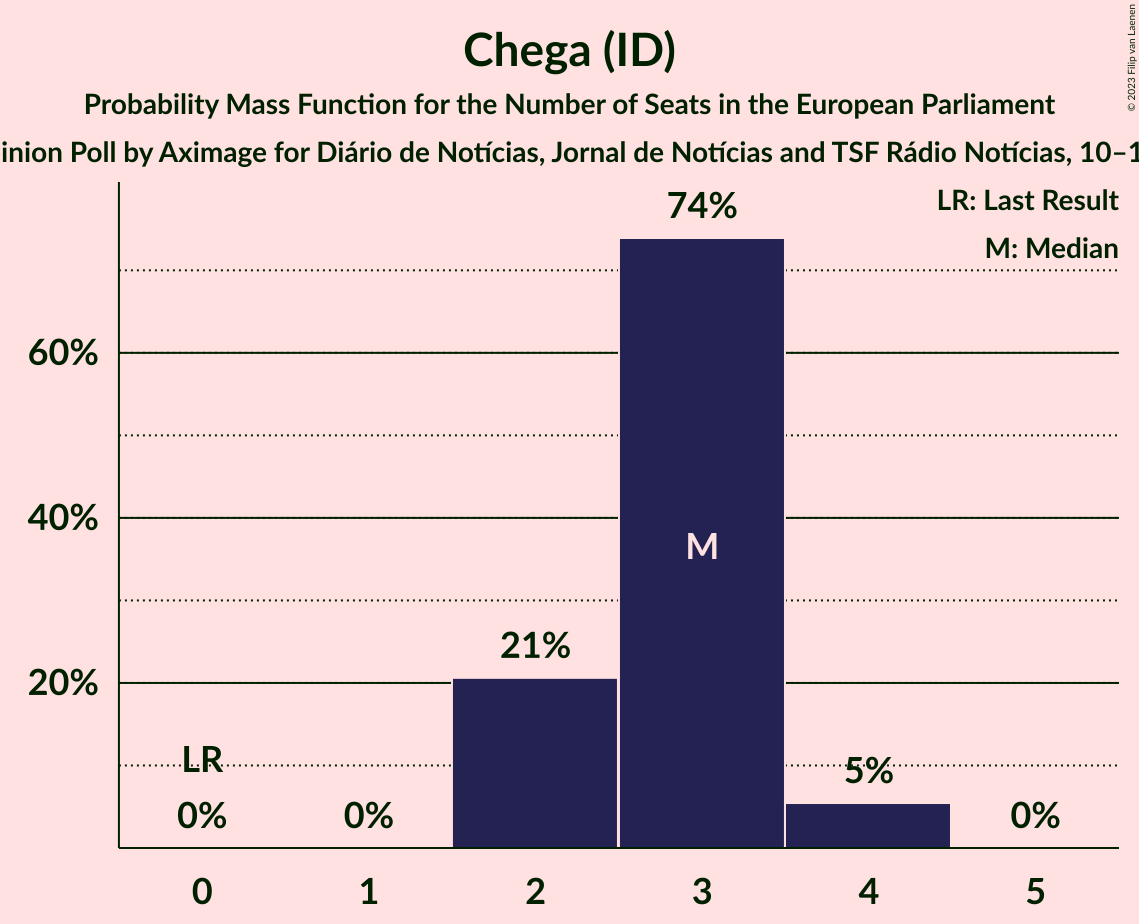 Chega (ID)
Probability Mass Function for the Number of Seats in the European Parliament
inion Poll by Aximage for Diário de Notícias, Jornal de Notícias and TSF Rádio Notícias, 10–1
© 2023 Filip van Laenen
LR: Last Result
M: Median
74%
60%
40%
M
21%
20%
LR
5%
0%
0%
0%
0
1
2
3
4
5